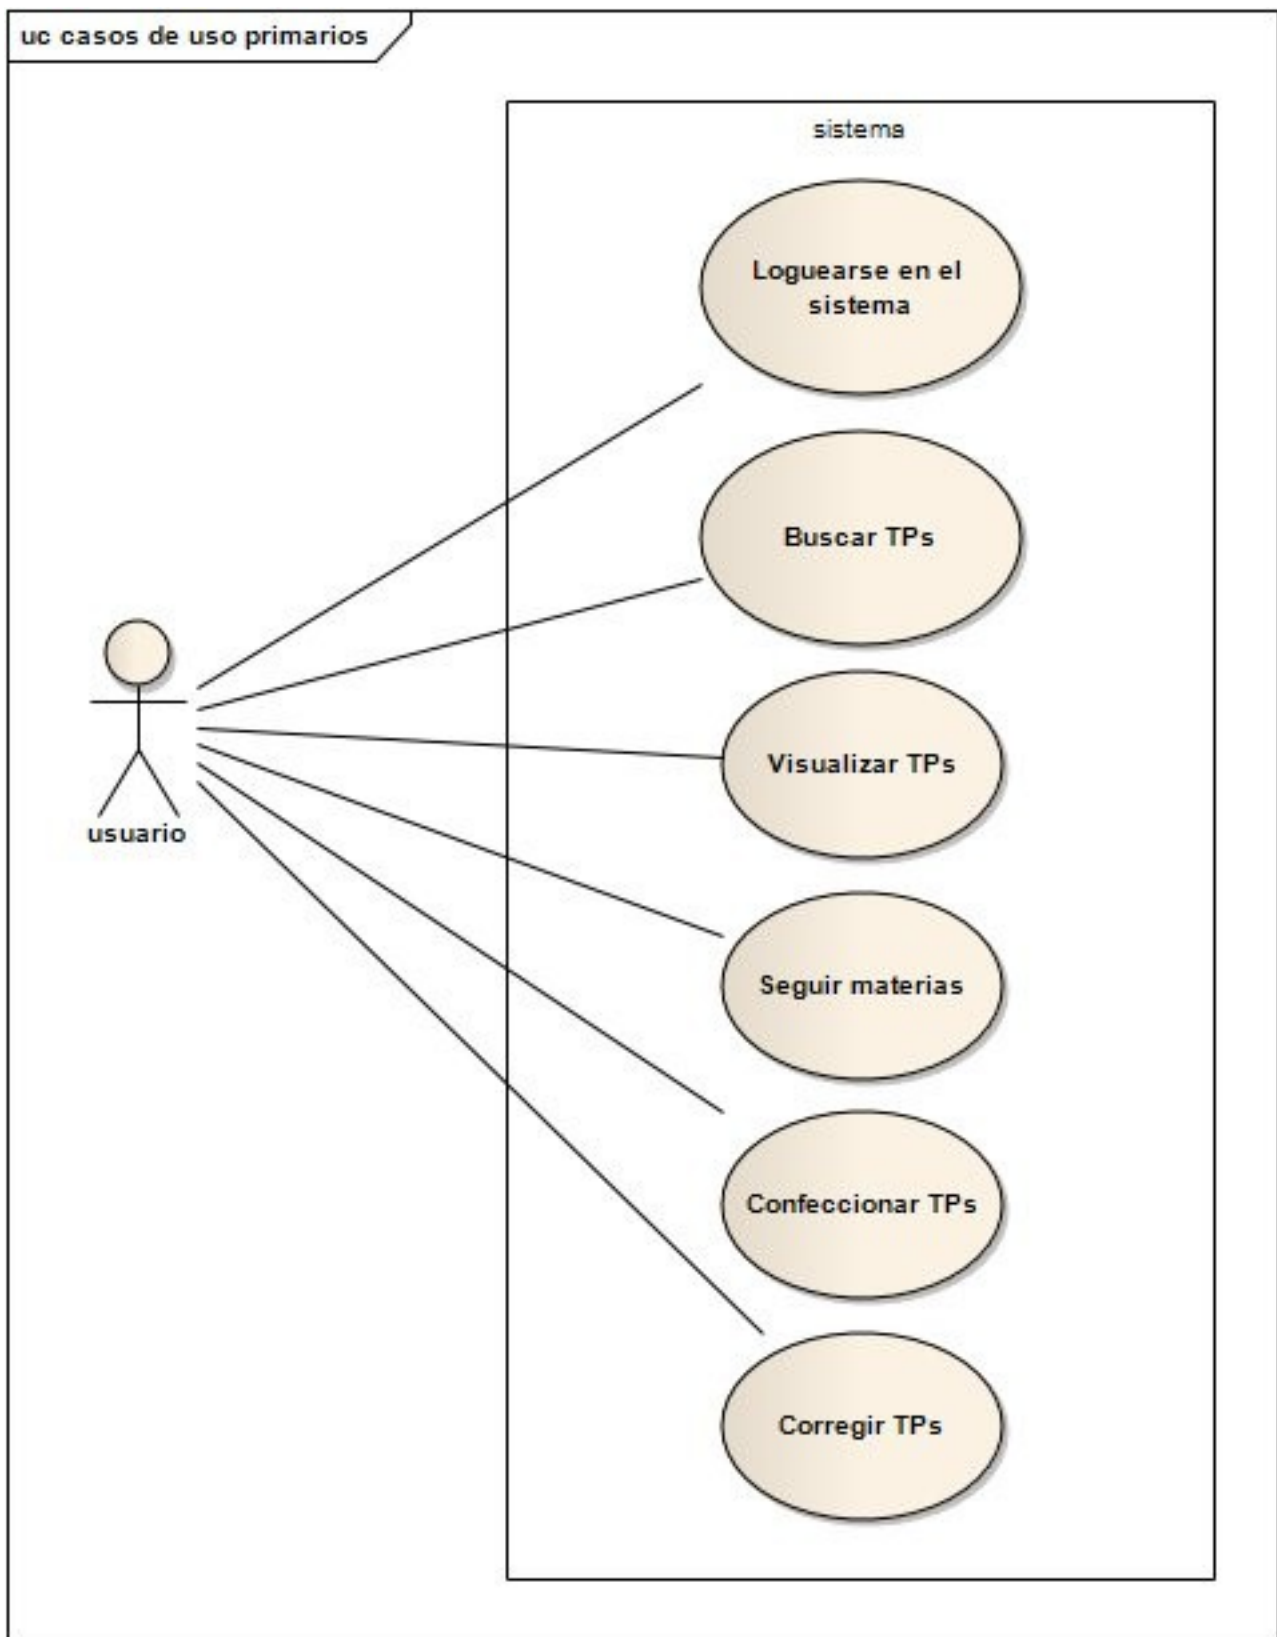 uc casos de uso primarios
sistema
Loguearse en el
sistema
Buscar TPs
Visualizar TPs
usuario
Seguir materias
Confeccionar TPs
Corregir TPs